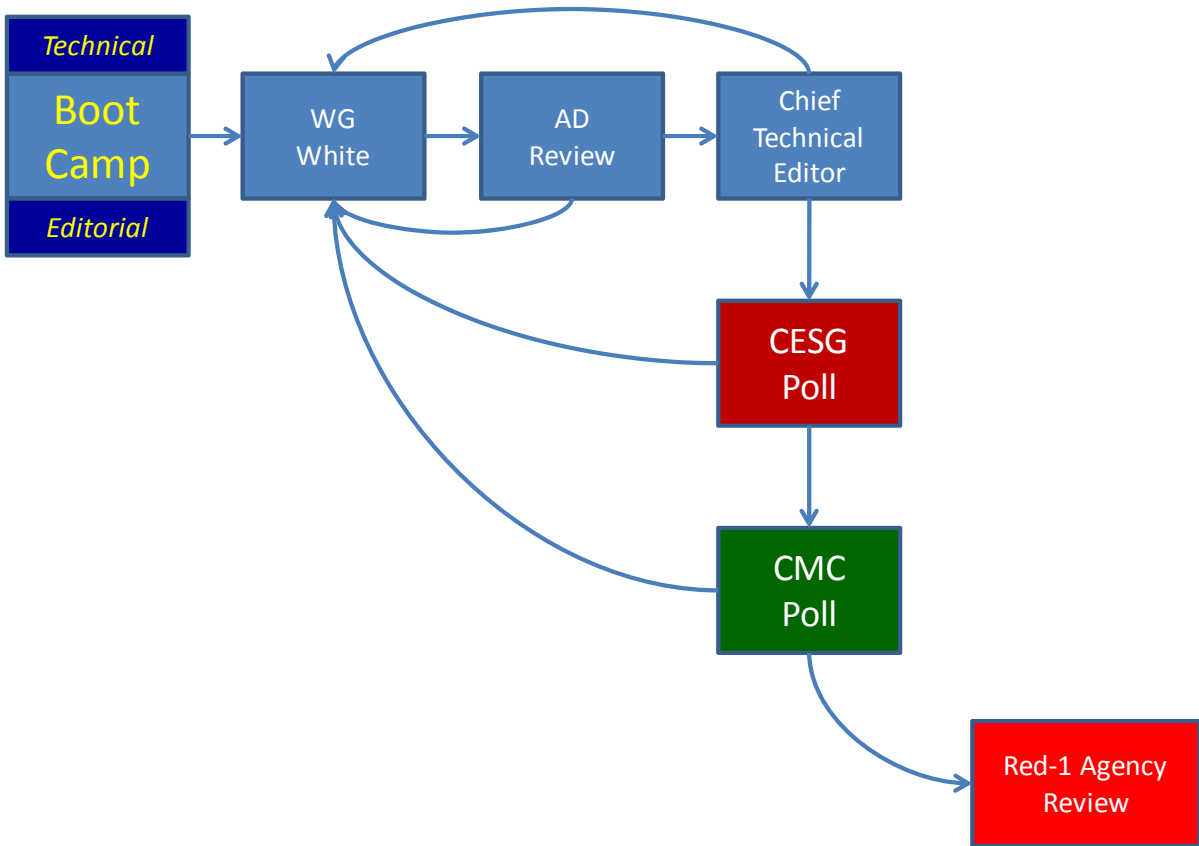 Technical
Boot
Camp
Editorial
WG
White
AD
Review
Chief
Technical
Editor
CESG
Poll
CMC
Poll
Red-1 Agency
Review